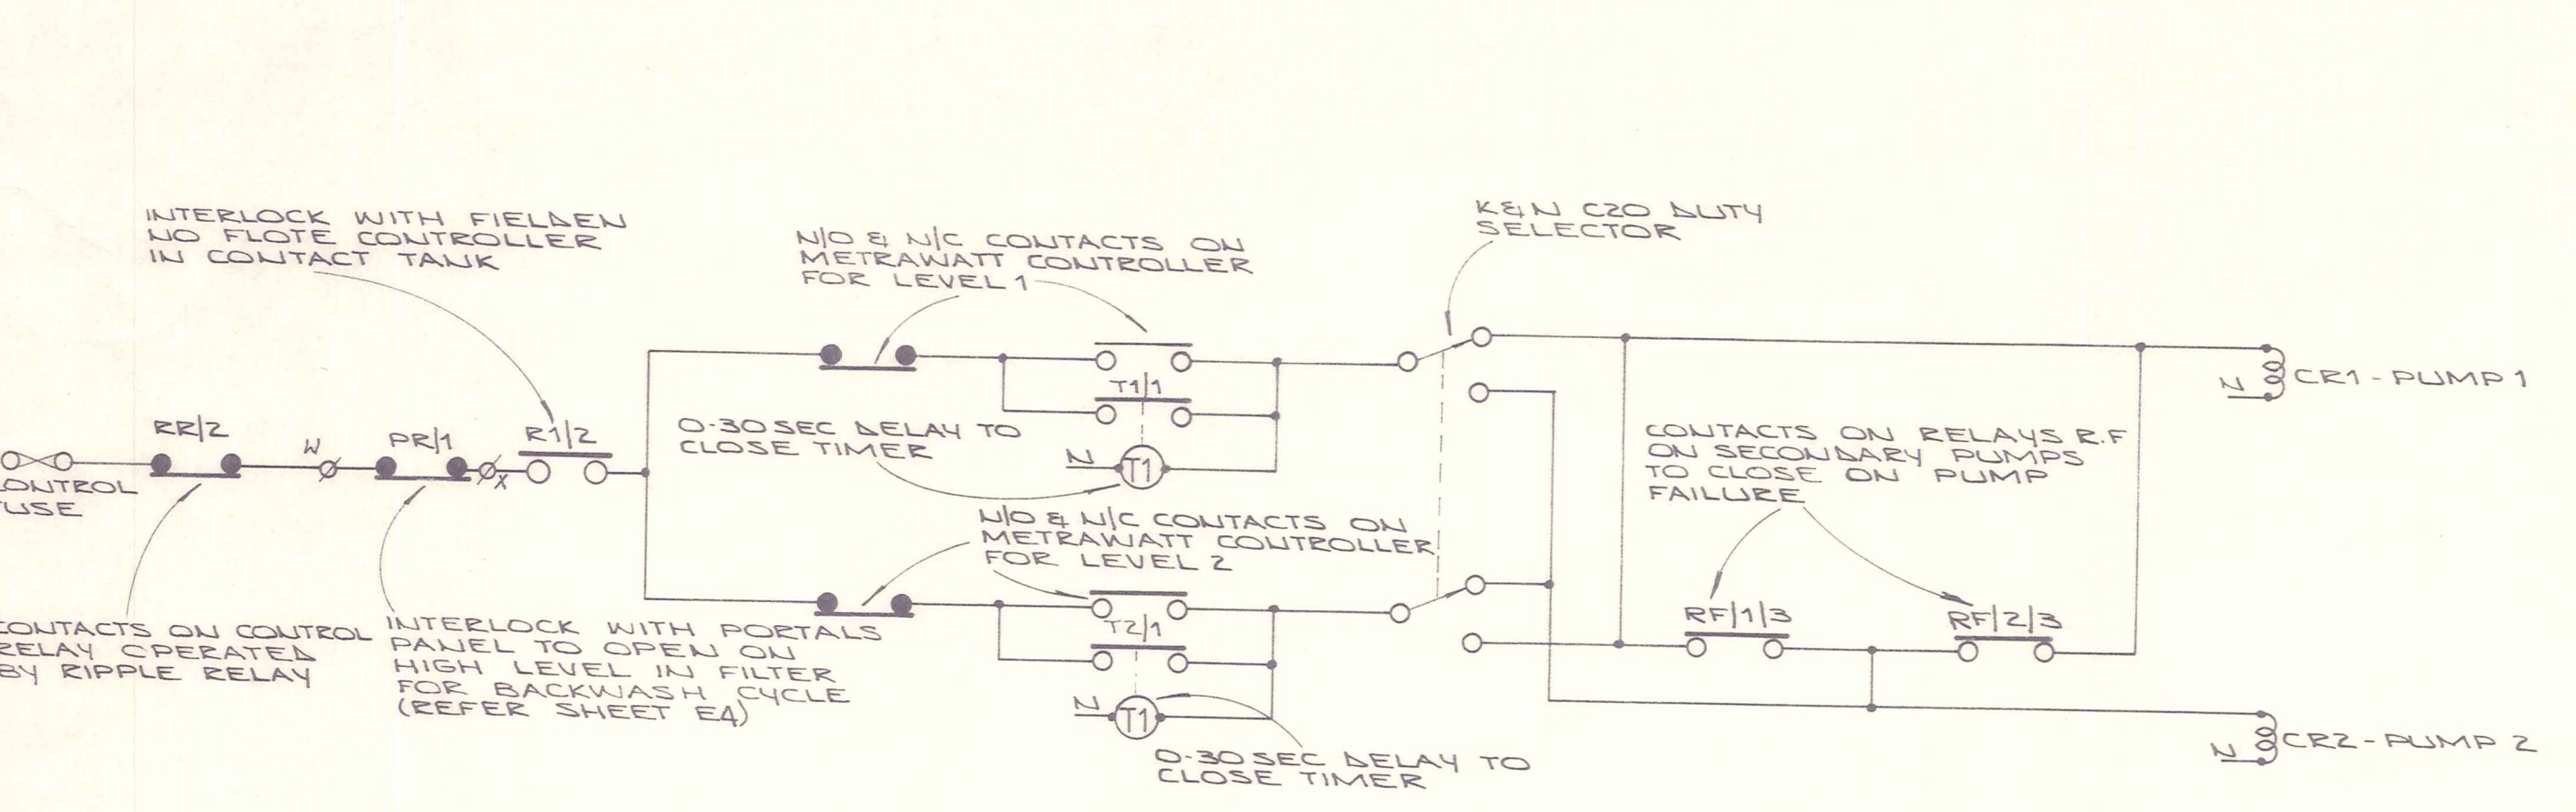 INTERLOCK WITH FIELDEN
NO FLOTE CONTROLLER
IN CONTACT TANK
N/O & N/C CONTACTS ON
METRAWATT CONTROLLER
FOR LEVEL 1
K&N C20 DUTY
SELECTOR
RR/2
W
PR/1
X
R1/2
T1/1
0-30 SEC DELAY TO
CLOSE TIMER
N
T1
N
CR1 - PUMP 1
CONTACTS ON RELAYS R.F
ON SECONDARY PUMPS
TO CLOSE ON PUMP
FAILURE
ONTROL
USE
N/O & N/C CONTACTS ON
METRAWATT CONTROLLER
FOR LEVEL 2
CONTACTS ON CONTROL
RELAY OPERATED
BY RIPPLE RELAY
INTERLOCK WITH PORTALS
PANEL TO OPEN ON
HIGH LEVEL IN FILTER
FOR BACKWASH CYCLE
(REFER SHEET E4)
T2/1
N
T1
0-30 SEC DELAY TO
CLOSE TIMER
RF/1/3
RF/2/3
N
CR2 - PUMP 2